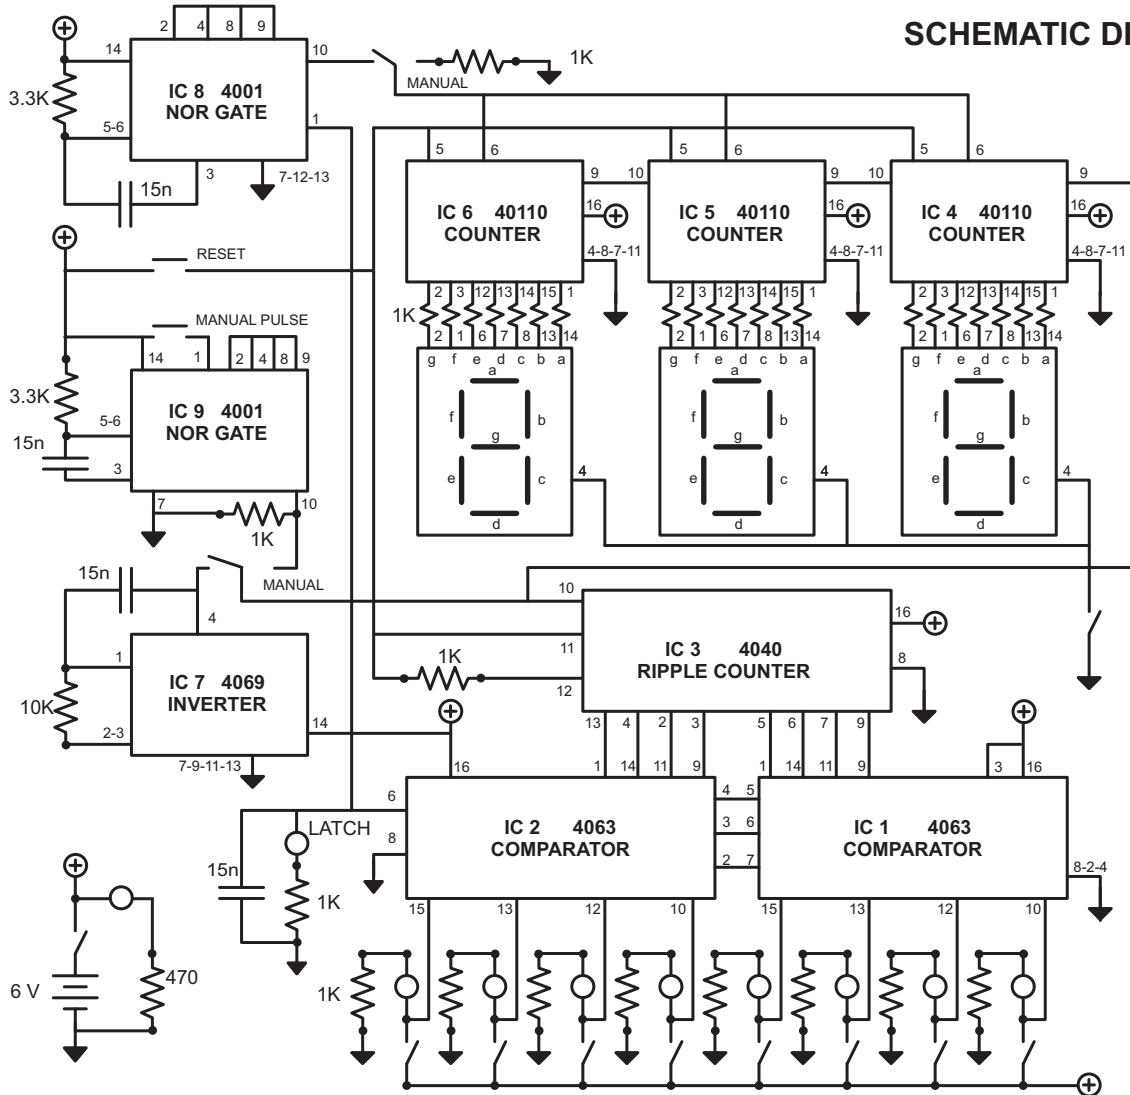 SCHEMATIC DI
2 4 8 9
14
10
1K
MANUAL
IC 8 4001
NOR GATE
3.3K
5-6
1
3
7-12-13
15n
5 6
5 6
5 6
9 10
9 10
9
IC 6 40110
COUNTER
16
4-8-7-11
IC 5 40110
COUNTER
16
4-8-7-11
IC 4 40110
COUNTER
16
4-8-7-11
RESET
2 3 12 13 14 15 1
2 3 12 13 14 15 1
2 3 12 13 14 15 1
1K
2 1 6 7 8 13 14
2 1 6 7 8 13 14
2 1 6 7 8 13 14
g f e d c b a
g f e d c b a
g f e d c b a
a
f b
g
e c
d
4
a
f b
g
e c
d
4
a
f b
g
e c
d
4
MANUAL PULSE
14 1 2 4 8 9
3.3K
IC 9 4001
NOR GATE
5-6
15n
3
7
10
1K
15n
MANUAL
4
1
IC 7 4069
INVERTER
10K
2-3
14
7-9-11-13
10
11
12
1K
IC 3 4040
RIPPLE COUNTER
16
8
13 4 2 3 5 6 7 9
16
1 14 11 9
1 14 11 9
3 16
6
8
IC 2 4063
COMPARATOR
4 5
3 6
2 7
IC 1 4063
COMPARATOR
8-2-4
LATCH
15n
1K
15 13 12 10
15 13 12 10
1K
6 V
470